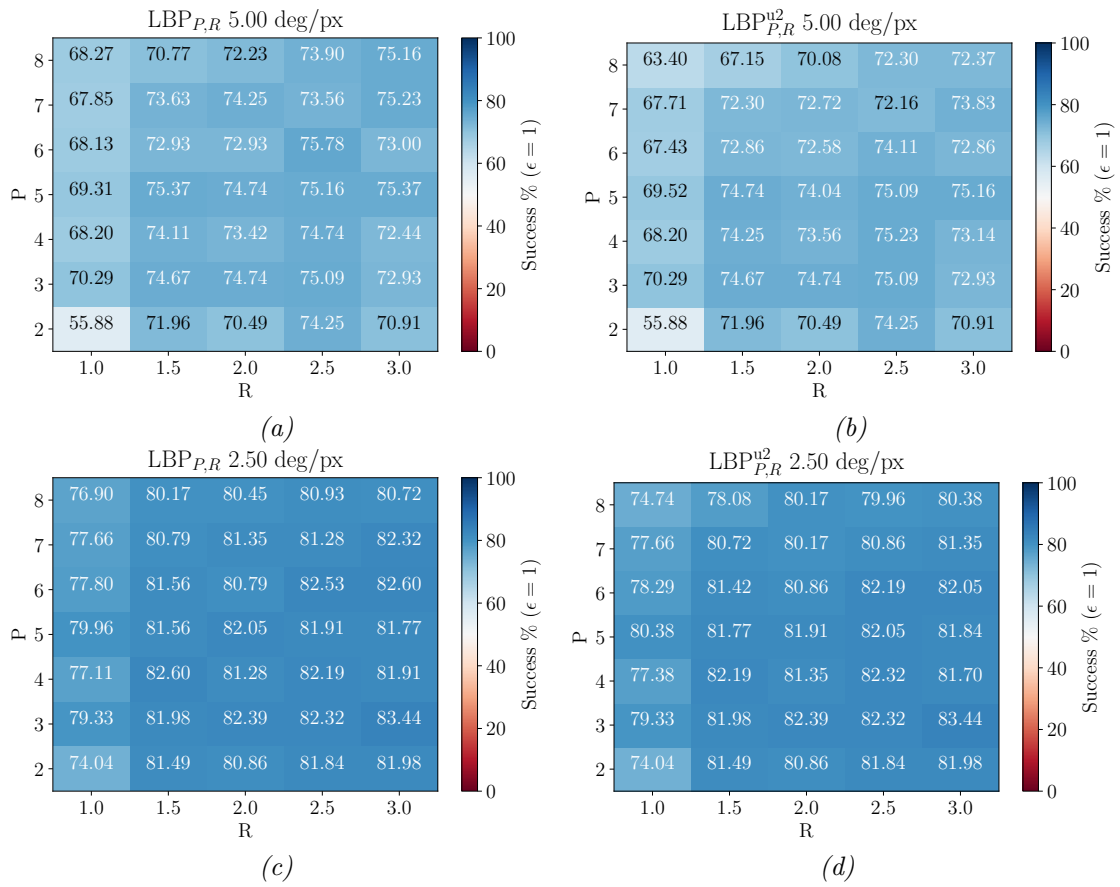 LBP_{P,R} 5.00 deg/px
P
8 68.27 70.77 72.23 73.90 75.16
7 67.85 73.63 74.25 73.56 75.23
6 68.13 72.93 72.93 75.78 73.00
5 69.31 75.37 74.74 75.16 75.37
4 68.20 74.11 73.42 74.74 72.44
3 70.29 74.67 74.74 75.09 72.93
2 55.88 71.96 70.49 74.25 70.91
1.0 1.5 2.0 2.5 3.0
R
100
80
60
40
20
0
Success % (ϵ = 1)
(a)
LBP^{u2}_{P,R} 5.00 deg/px
P
8 63.40 67.15 70.08 72.30 72.37
7 67.71 72.30 72.72 72.16 73.83
6 67.43 72.86 72.58 74.11 72.86
5 69.52 74.74 74.04 75.09 75.16
4 68.20 74.25 73.56 75.23 73.14
3 70.29 74.67 74.74 75.09 72.93
2 55.88 71.96 70.49 74.25 70.91
1.0 1.5 2.0 2.5 3.0
R
100
80
60
40
20
0
Success % (ϵ = 1)
(b)
LBP_{P,R} 2.50 deg/px
P
8 76.90 80.17 80.45 80.93 80.72
7 77.66 80.79 81.35 81.28 82.32
6 77.80 81.56 80.79 82.53 82.60
5 79.96 81.56 82.05 81.91 81.77
4 77.11 82.60 81.28 82.19 81.91
3 79.33 81.98 82.39 82.32 83.44
2 74.04 81.49 80.86 81.84 81.98
1.0 1.5 2.0 2.5 3.0
R
100
80
60
40
20
0
Success % (ϵ = 1)
(c)
LBP^{u2}_{P,R} 2.50 deg/px
P
8 74.74 78.08 80.17 79.96 80.38
7 77.66 80.72 80.17 80.86 81.35
6 78.29 81.42 80.86 82.19 82.05
5 80.38 81.77 81.91 82.05 81.84
4 77.38 82.19 81.35 82.32 81.70
3 79.33 81.98 82.39 82.32 83.44
2 74.04 81.49 80.86 81.84 81.98
1.0 1.5 2.0 2.5 3.0
R
100
80
60
40
20
0
Success % (ϵ = 1)
(d)